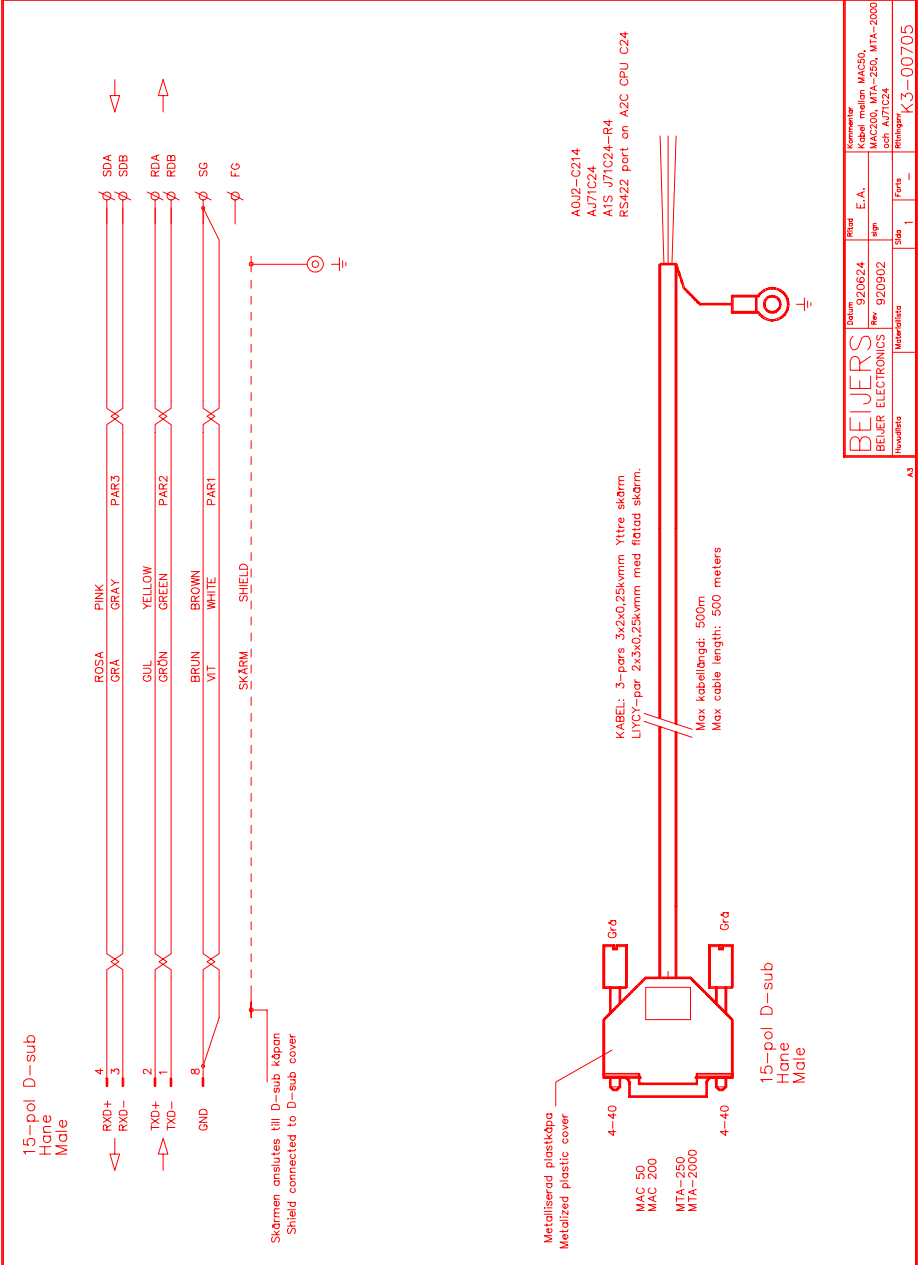 15-pol D-sub
Hane
Male
RXD+ 4 ROSA PINK SDA
RXD- 3 GRÅ GRAY PAR3 SDB
TXD+ 2 GUL YELLOW RDA
TXD- 1 GRÖN GREEN PAR2 RDB
GND 8 BRUN BROWN SG
VIT WHITE PAR1
FG
SKÄRM SHIELD
Skärmen anslutes till D-sub kåpan
Shield connected to D-sub cover
Metalliserad plastkåpa
Metalized plastic cover
4-40
Grå
MAC 50
MAC 200
MTA-250
MTA-2000
4-40
Grå
15-pol D-sub
Hane
Male
KABEL: 3-pars 3x2x0,25kvmm Yttre skärm
LIYCY-par 2x3x0,25kvmm med flätad skärm.
Max kabellängd: 500m
Max cable length: 500 meters
A0J2-C214
AJ71C24
A1S J71C24-R4
RS422 port on A2C CPU C24
BEIJERS
BEIJER ELECTRONICS
Datum 920624
Rev 920902
Ritad E.A.
sign
Kommentar
Kabel mellan MAC50,
MAC200, MTA-250, MTA-2000
och AJ71C24
Huvudlista
Materiallista
Sida 1
Forts -
Ritningsnr K3-00705
A3